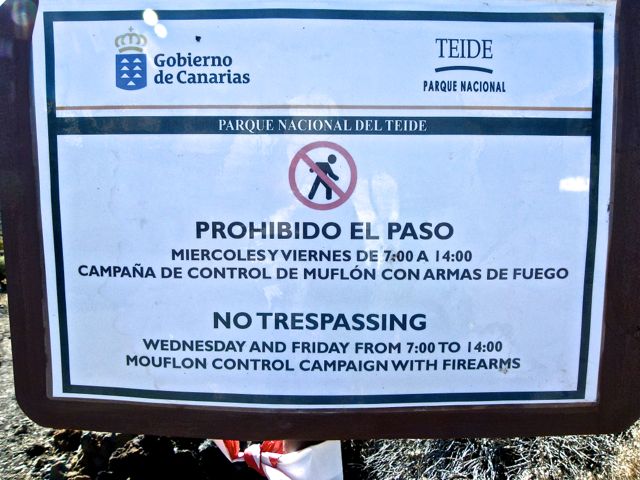 Gobierno
de Canarias
TEIDE
PARQUE NACIONAL
PARQUE NACIONAL DEL TEIDE
PROHIBIDO EL PASO
MIERCOLES Y VIERNES DE 7:00 A 14:00
CAMPAÑA DE CONTROL DE MUFLÓN CON ARMAS DE FUEGO
NO TRESPASSING
WEDNESDAY AND FRIDAY FROM 7:00 TO 14:00
MOUFLON CONTROL CAMPAIGN WITH FIREARMS